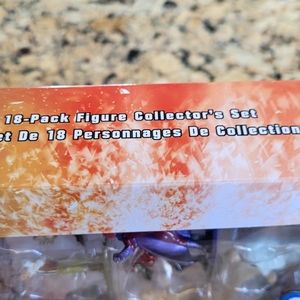 18-Pack Figure Collector's Set
et De 18 Personnages De Collection